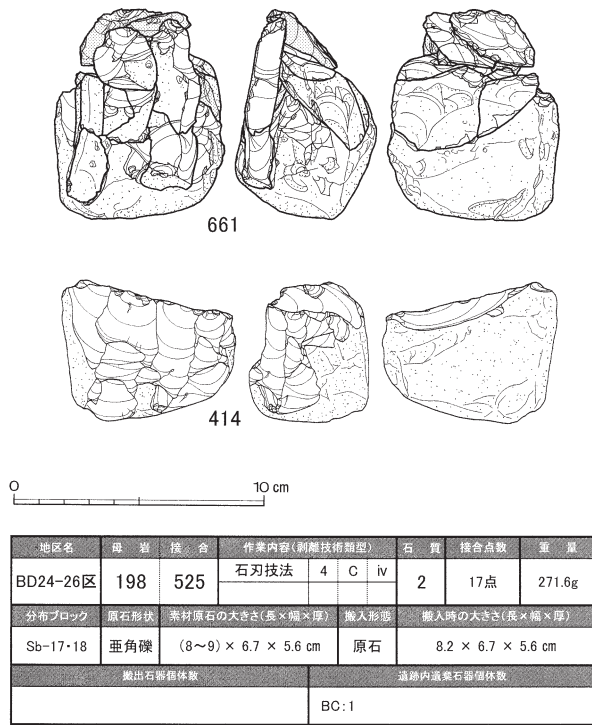 661
414
0 10 cm
地区名 母岩 接合 作業内容(剥離技術類型) 石質 接合点数 重量
BD24-26区 198 525 石刃技法 4 C iv 2 17点 271.6g
分布ブロック 原石形状 素材原石の大きさ(長×幅×厚) 搬入形態 搬入時の大きさ(長×幅×厚)
Sb-17・18 亜角礫 (8～9) × 6.7 × 5.6 cm 原石 8.2 × 6.7 × 5.6 cm
搬出石器個体数 遺跡内遺棄石器個体数
BC:1